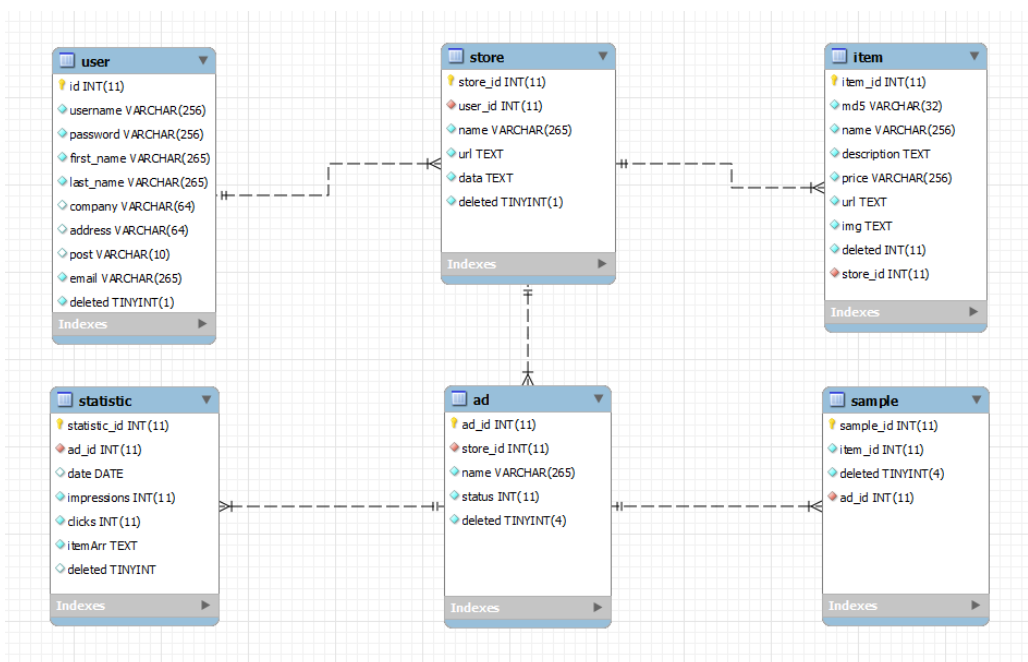 user
id INT(11)
username VARCHAR(256)
password VARCHAR(256)
first_name VARCHAR(265)
last_name VARCHAR(265)
company VARCHAR(64)
address VARCHAR(64)
post VARCHAR(10)
email VARCHAR(265)
deleted TINYINT(1)
Indexes
store
store_id INT(11)
user_id INT(11)
name VARCHAR(265)
url TEXT
data TEXT
deleted TINYINT(1)
Indexes
item
item_id INT(11)
md5 VARCHAR(32)
name VARCHAR(256)
description TEXT
price VARCHAR(256)
url TEXT
img TEXT
deleted INT(11)
store_id INT(11)
Indexes
statistic
statistic_id INT(11)
ad_id INT(11)
date DATE
impressions INT(11)
clicks INT(11)
itemArr TEXT
deleted TINYINT
Indexes
ad
ad_id INT(11)
store_id INT(11)
name VARCHAR(265)
status INT(11)
deleted TINYINT(4)
Indexes
sample
sample_id INT(11)
item_id INT(11)
deleted TINYINT(4)
ad_id INT(11)
Indexes